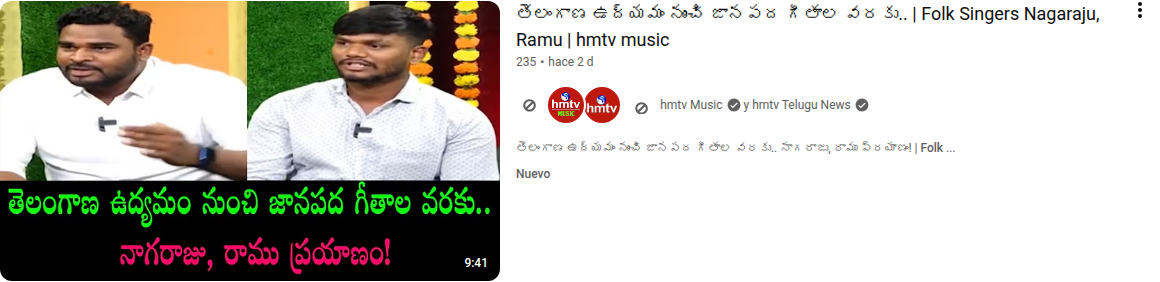 తెలంగాణ ఉద్యమం నుంచి జానపద గీతాల వరకు..
నాగరాజు, రాము ప్రయాణం!
9:41
తెలంగాణ ఉద్యమం నుంచి జానపద గీతాల వరకు.. | Folk Singers Nagaraju,
Ramu | hmtv music
235 • hace 2 d
hmtv
MUSIC
hmtv
hmtv Music y hmtv Telugu News
తెలంగాణ ఉద్యమం నుంచి జానపద గీతాల వరకు.. నాగరాజు, రాము ప్రయాణం! | Folk ...
Nuevo